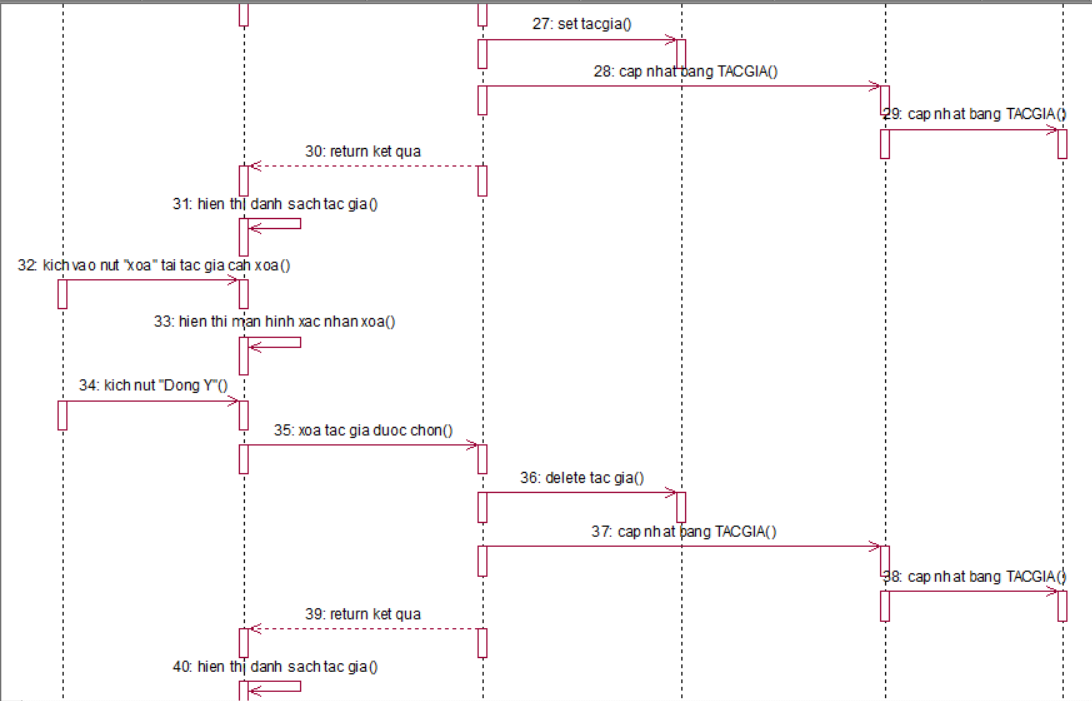 27: set tacgia()
28: cap nhat bang TACGIA()
29: cap nhat bang TACGIA()
30: return ket qua
31: hien thi danh sach tac gia()
32: kich vao nut "xoa" tai tac gia can xoa()
33: hien thi man hinh xac nhan xoa()
34: kich nut "Dong Y"()
35: xoa tac gia duoc chon()
36: delete tac gia()
37: cap nhat bang TACGIA()
38: cap nhat bang TACGIA()
39: return ket qua
40: hien thi danh sach tac gia()